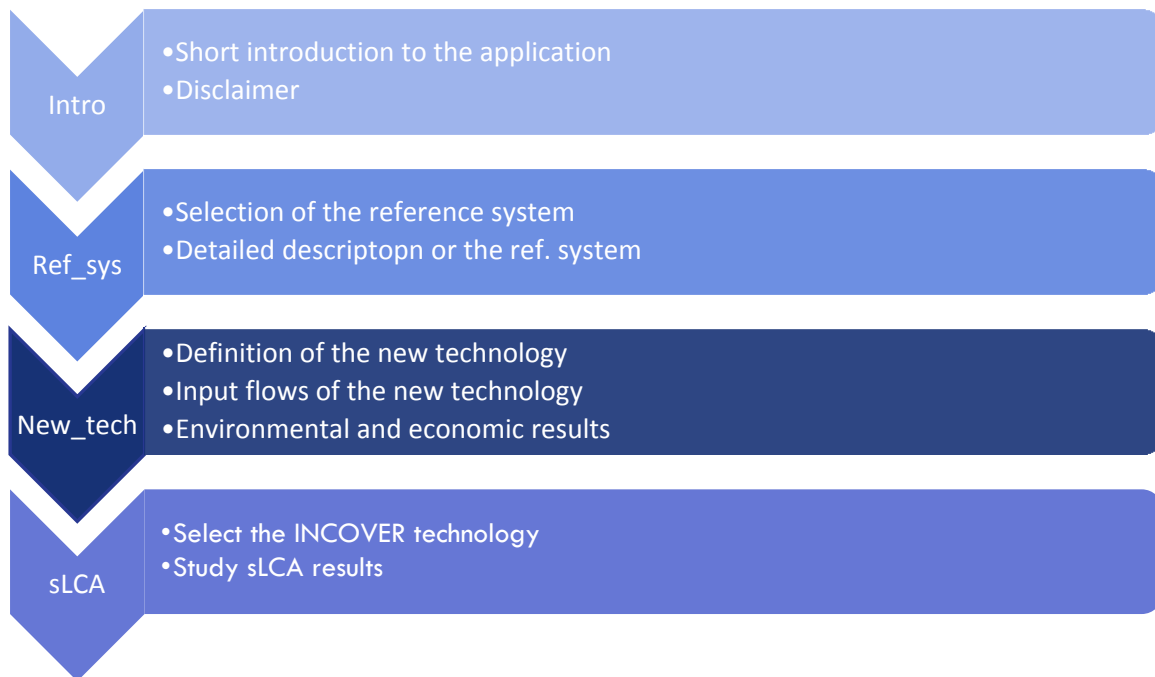 Intro
•Short introduction to the application
•Disclaimer
Ref_sys
•Selection of the reference system
•Detailed descriptopn or the ref. system
New_tech
•Definition of the new technology
•Input flows of the new technology
•Environmental and economic results
sLCA
•Select the INCOVER technology
•Study sLCA results